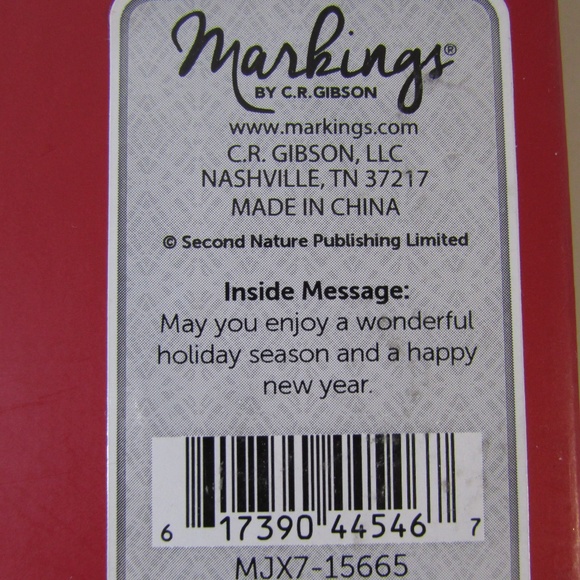 Markings®
BY C.R. GIBSON
www.markings.com
C.R. GIBSON, LLC
NASHVILLE, TN 37217
MADE IN CHINA
© Second Nature Publishing Limited
Inside Message:
May you enjoy a wonderful
holiday season and a happy
new year.
6 17390 44546 7
MJX7-15665